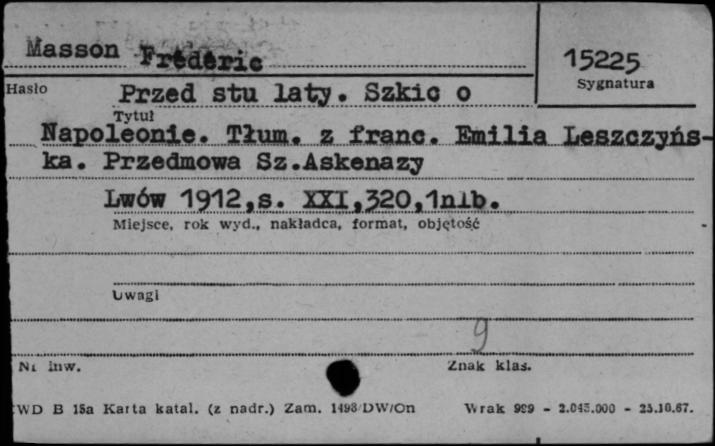 Masson Frédéric
15225
Hasło
Sygnatura
Przed stu laty. Szkic o
Tytuł
Napoleonie. Tłum. z franc. Emilia Leszczyńs-
ka. Przedmowa Sz.Askenazy
Lwów 1912,s. XXI,320,1nlb.
Miejsce, rok wyd., nakładca, format, objętość
Uwagi
9
Nr inw.
Znak klas.
WD B 15a Karta katal. (z nadr.) Zam. 1498/DW/On Wrak 999 - 2.045.000 - 25.10.67.